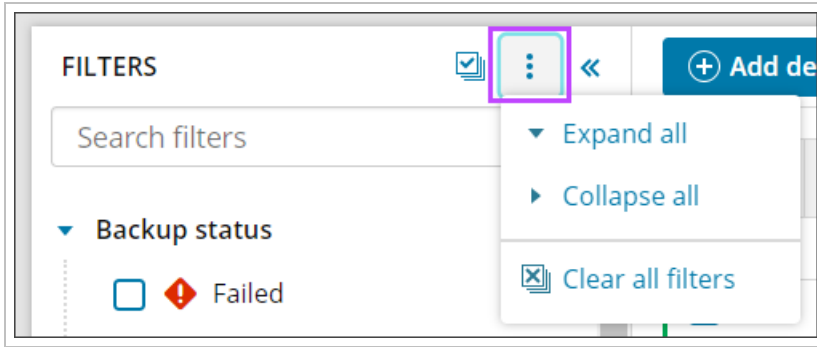 FILTERS
Add de
Search filters
Expand all
Collapse all
Backup status
Clear all filters
Failed